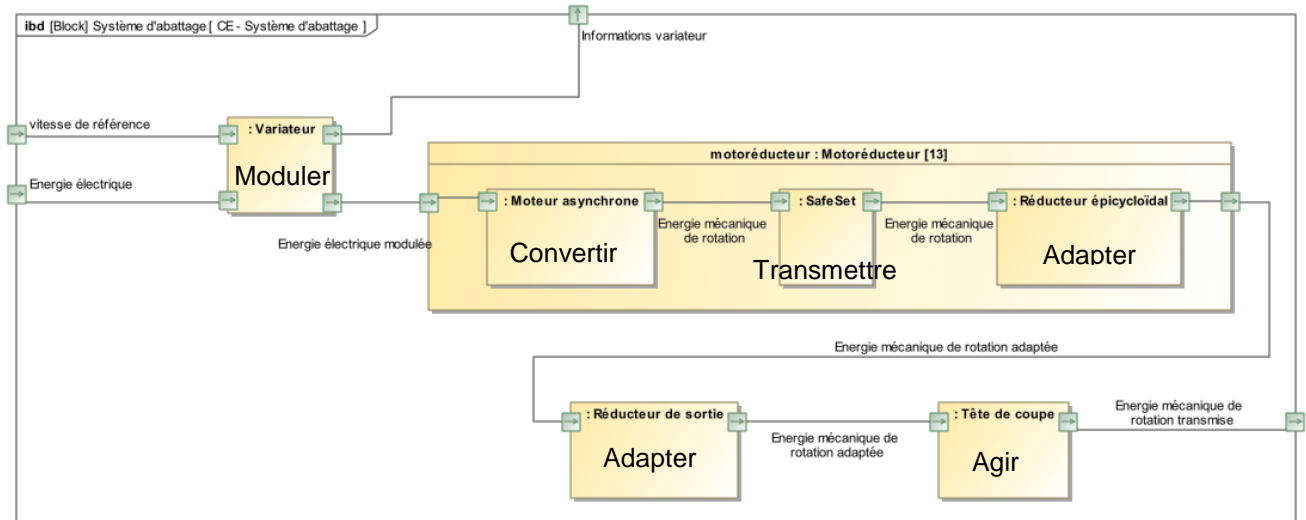 ibd [Block] Système d'abattage [ CE - Système d'abattage ]
Informations variateur
vitesse de référence
Energie électrique
: Variateur
Moduler
Energie électrique modulée
motoréducteur : Motoréducteur [13]
: Moteur asynchrone
Convertir
Energie mécanique
de rotation
: SafeSet
Transmettre
Energie mécanique
de rotation
: Réducteur épicycloïdal
Adapter
Energie mécanique de rotation adaptée
: Réducteur de sortie
Adapter
Energie mécanique de
rotation adaptée
: Tête de coupe
Agir
Energie mécanique de
rotation transmise